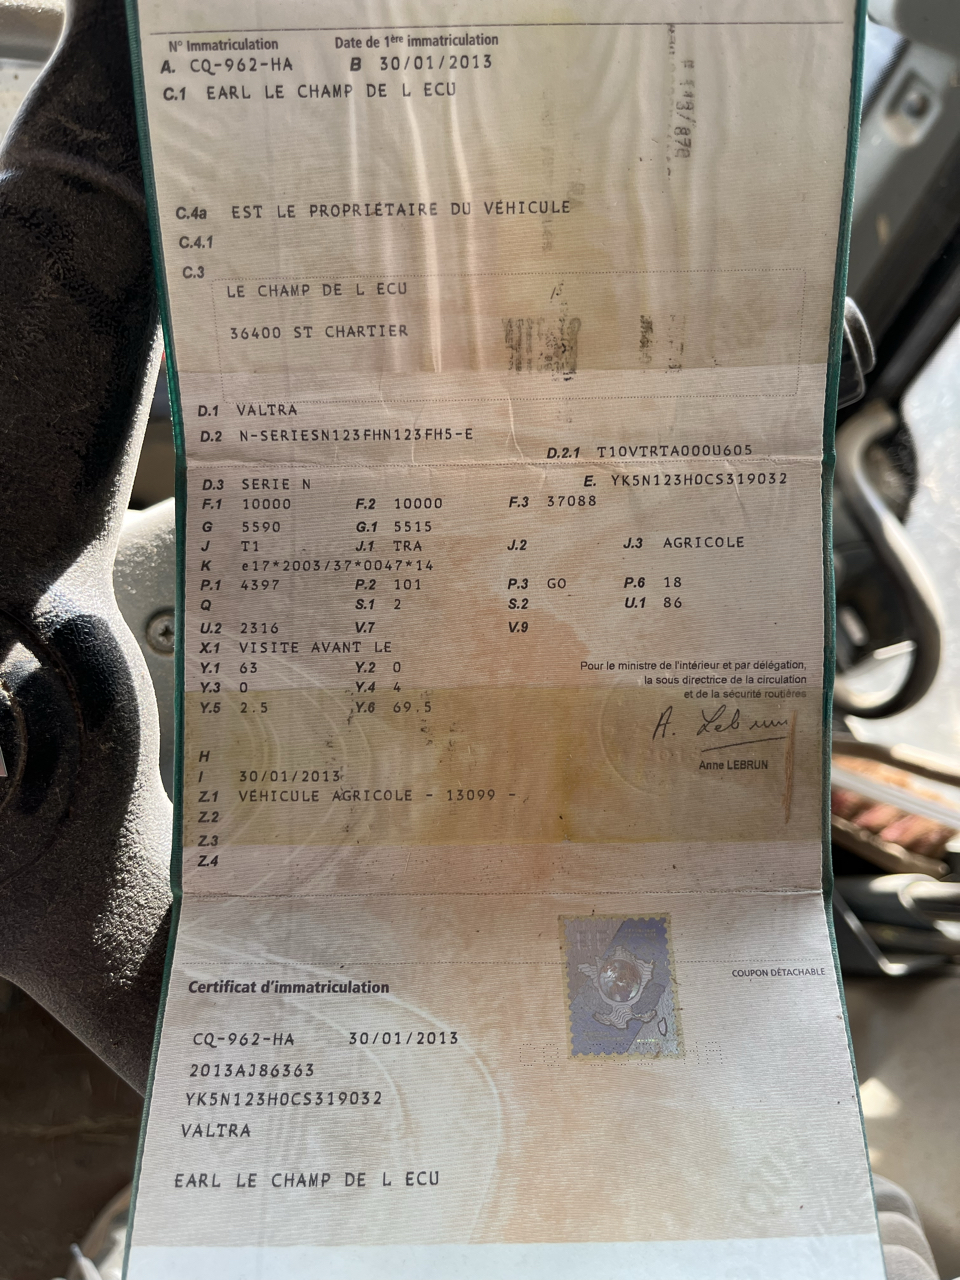 N° Immatriculation Date de 1ère immatriculation
A. CQ-962-HA B 30/01/2013
C.1 EARL LE CHAMP DE L ECU
C.4a EST LE PROPRIÉTAIRE DU VÉHICULE
C.4.1
C.3
LE CHAMP DE L ECU
36400 ST CHARTIER
D.1 VALTRA
D.2 N-SERIESN123FHN123FH5-E
D.2.1 T10VTRTA000U605
D.3 SERIE N E. YK5N123H0CS319032
F.1 10000 F.2 10000 F.3 37088
G 5590 G.1 5515
J T1 J.1 TRA J.2 J.3 AGRICOLE
K e17*2003/37*0047*14
P.1 4397 P.2 101 P.3 GO P.6 18
Q S.1 2 S.2 U.1 86
U.2 2316 V.7 V.9
X.1 VISITE AVANT LE
Y.1 63 Y.2 0
Y.3 0 Y.4 4
Y.5 2.5 Y.6 69.5
Pour le ministre de l'intérieur et par délégation,
la sous directrice de la circulation
et de la sécurité routières
A. Lebrun
Anne LEBRUN
H
I 30/01/2013
Z.1 VÉHICULE AGRICOLE - 13099 -
Z.2
Z.3
Z.4
COUPON DÉTACHABLE
Certificat d'immatriculation
CQ-962-HA 30/01/2013
2013AJ86363
YK5N123H0CS319032
VALTRA
EARL LE CHAMP DE L ECU